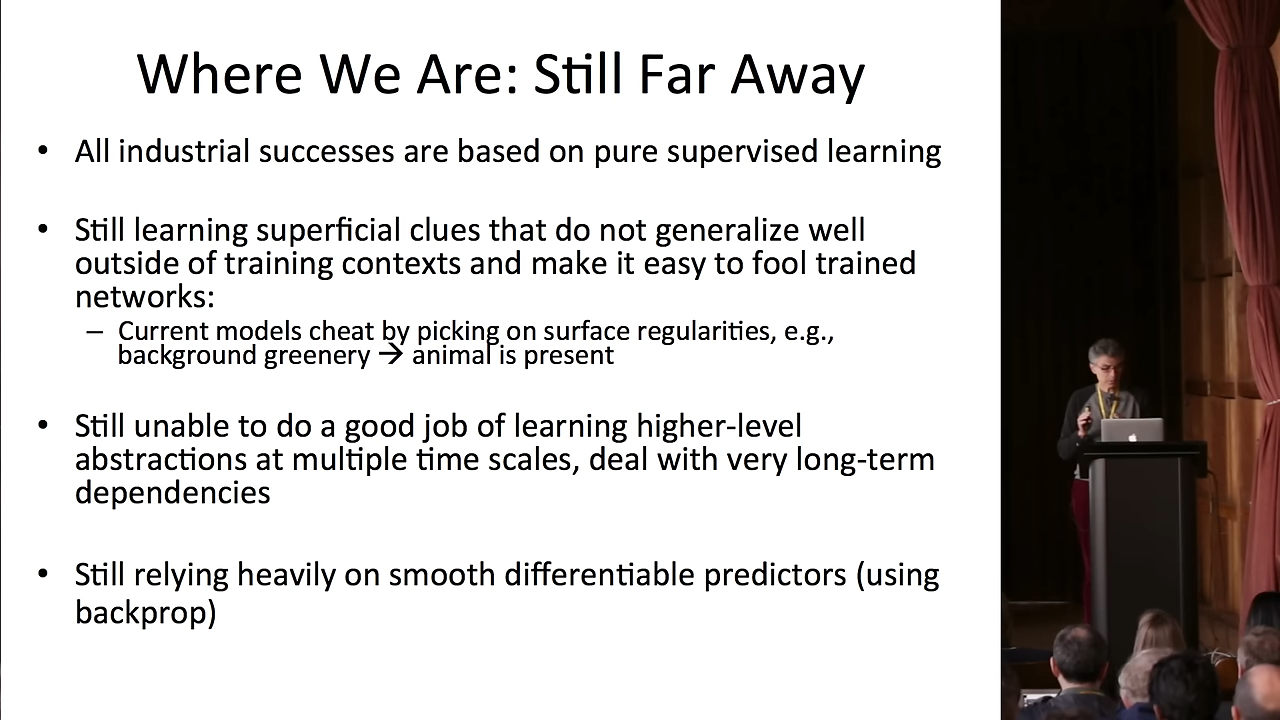 Where We Are: Still Far Away
• All industrial successes are based on pure supervised learning
• Still learning superficial clues that do not generalize well
outside of training contexts and make it easy to fool trained
networks:
– Current models cheat by picking on surface regularities, e.g.,
background greenery → animal is present
• Still unable to do a good job of learning higher-level
abstractions at multiple time scales, deal with very long-term
dependencies
• Still relying heavily on smooth differentiable predictors (using
backprop)